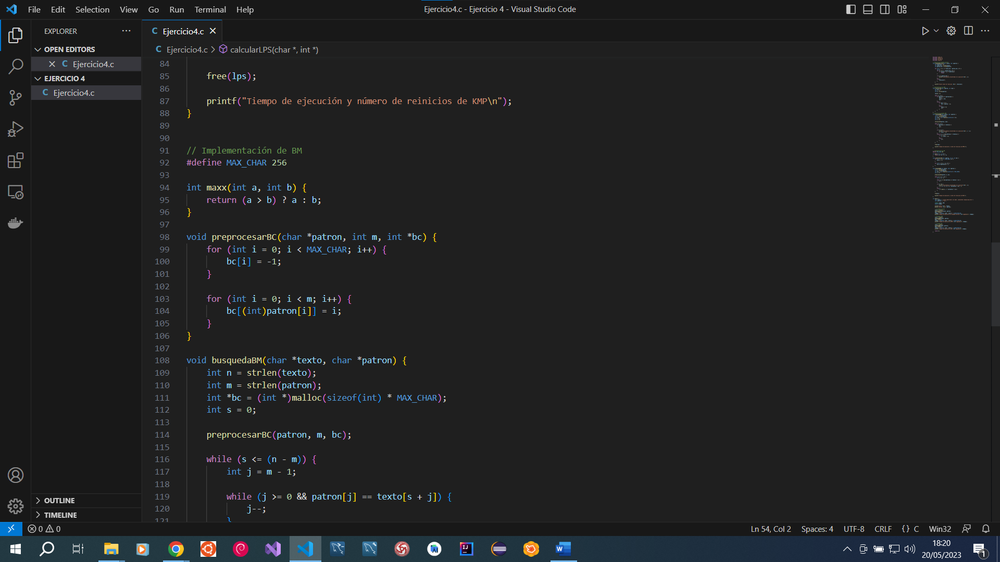 File Edit Selection View Go Run Terminal Help
Ejercicio4.c - Ejercicio 4 - Visual Studio Code
EXPLORER
OPEN EDITORS
Ejercicio4.c
EJERCICIO 4
C Ejercicio4.c
OUTLINE
TIMELINE
C Ejercicio4.c
C Ejercicio4.c > calcularLPS(char *, int *)
84
85 free(lps);
86
87 printf("Tiempo de ejecución y número de reinicios de KMP\n");
88 }
89
90
91 // Implementación de BM
92 #define MAX_CHAR 256
93
94 int maxx(int a, int b) {
95 return (a > b) ? a : b;
96 }
97
98 void preprocesarBC(char *patron, int m, int *bc) {
99 for (int i = 0; i < MAX_CHAR; i++) {
100 bc[i] = -1;
101 }
102
103 for (int i = 0; i < m; i++) {
104 bc[(int)patron[i]] = i;
105 }
106 }
107
108 void busquedaBM(char *texto, char *patron) {
109 int n = strlen(texto);
110 int m = strlen(patron);
111 int *bc = (int *)malloc(sizeof(int) * MAX_CHAR);
112 int s = 0;
113
114 preprocesarBC(patron, m, bc);
115
116 while (s <= (n - m)) {
117 int j = m - 1;
118
119 while (j >= 0 && patron[j] == texto[s + j]) {
120 j--;
121 }
0 0
Ln 54, Col 2 Spaces: 4 UTF-8 CRLF {} C Win32
18:20
20/05/2023
1